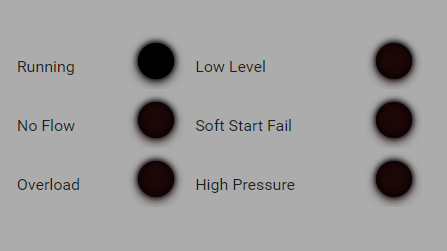 Running
Low Level
No Flow
Soft Start Fail
Overload
High Pressure